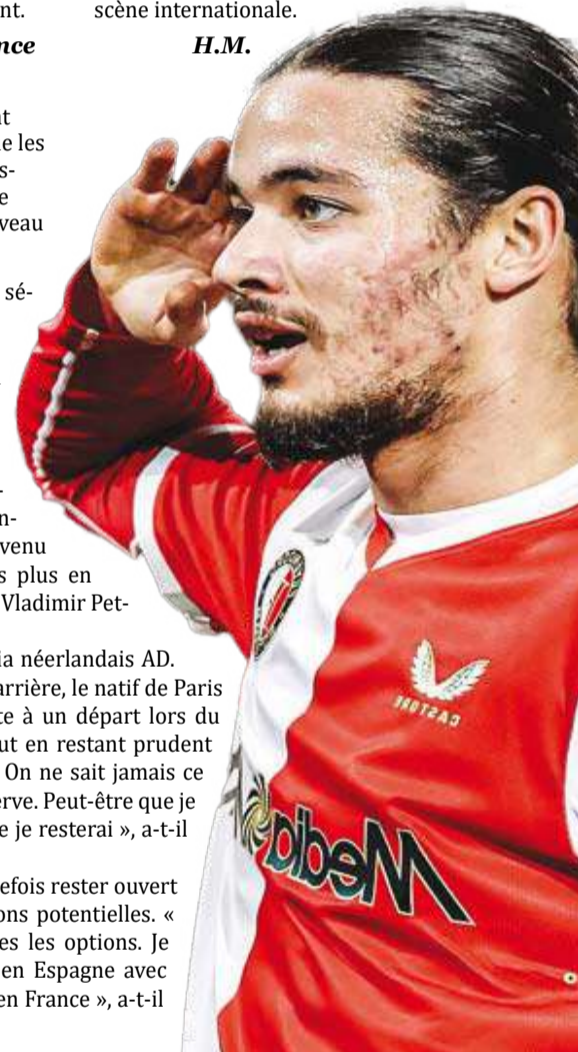 nt.
scène internationale.
nce
H.M.
nt
e les
s-
e
veau
sé-
-
n-
venu
s plus en
Vladimir Pet-
ia néerlandais AD.
arrière, le natif de Paris
te à un départ lors du
ut en restant prudent
On ne sait jamais ce
erve. Peut-être que je
e je resterai », a-t-il
efois rester ouvert
ons potentielles. «
es les options. Je
en Espagne avec
en France », a-t-il
CASTORE
Media